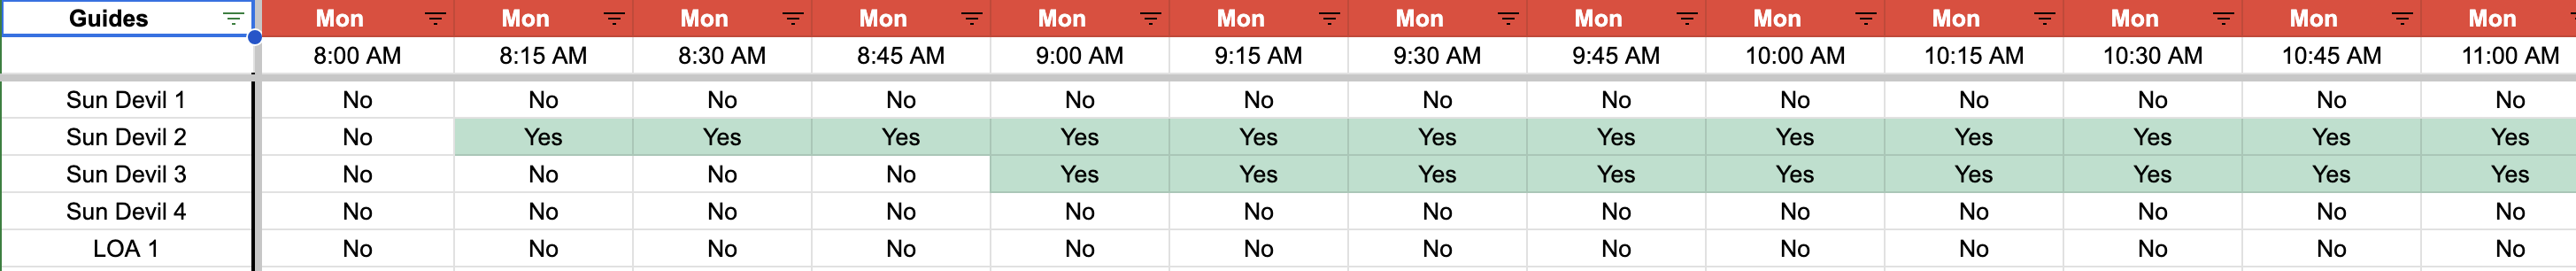 Guides Mon Mon Mon Mon Mon Mon Mon Mon Mon Mon Mon Mon Mon
8:00 AM 8:15 AM 8:30 AM 8:45 AM 9:00 AM 9:15 AM 9:30 AM 9:45 AM 10:00 AM 10:15 AM 10:30 AM 10:45 AM 11:00 AM
Sun Devil 1 No No No No No No No No No No No No No
Sun Devil 2 No Yes Yes Yes Yes Yes Yes Yes Yes Yes Yes Yes Yes
Sun Devil 3 No No No No Yes Yes Yes Yes Yes Yes Yes Yes Yes
Sun Devil 4 No No No No No No No No No No No No No
LOA 1 No No No No No No No No No No No No No